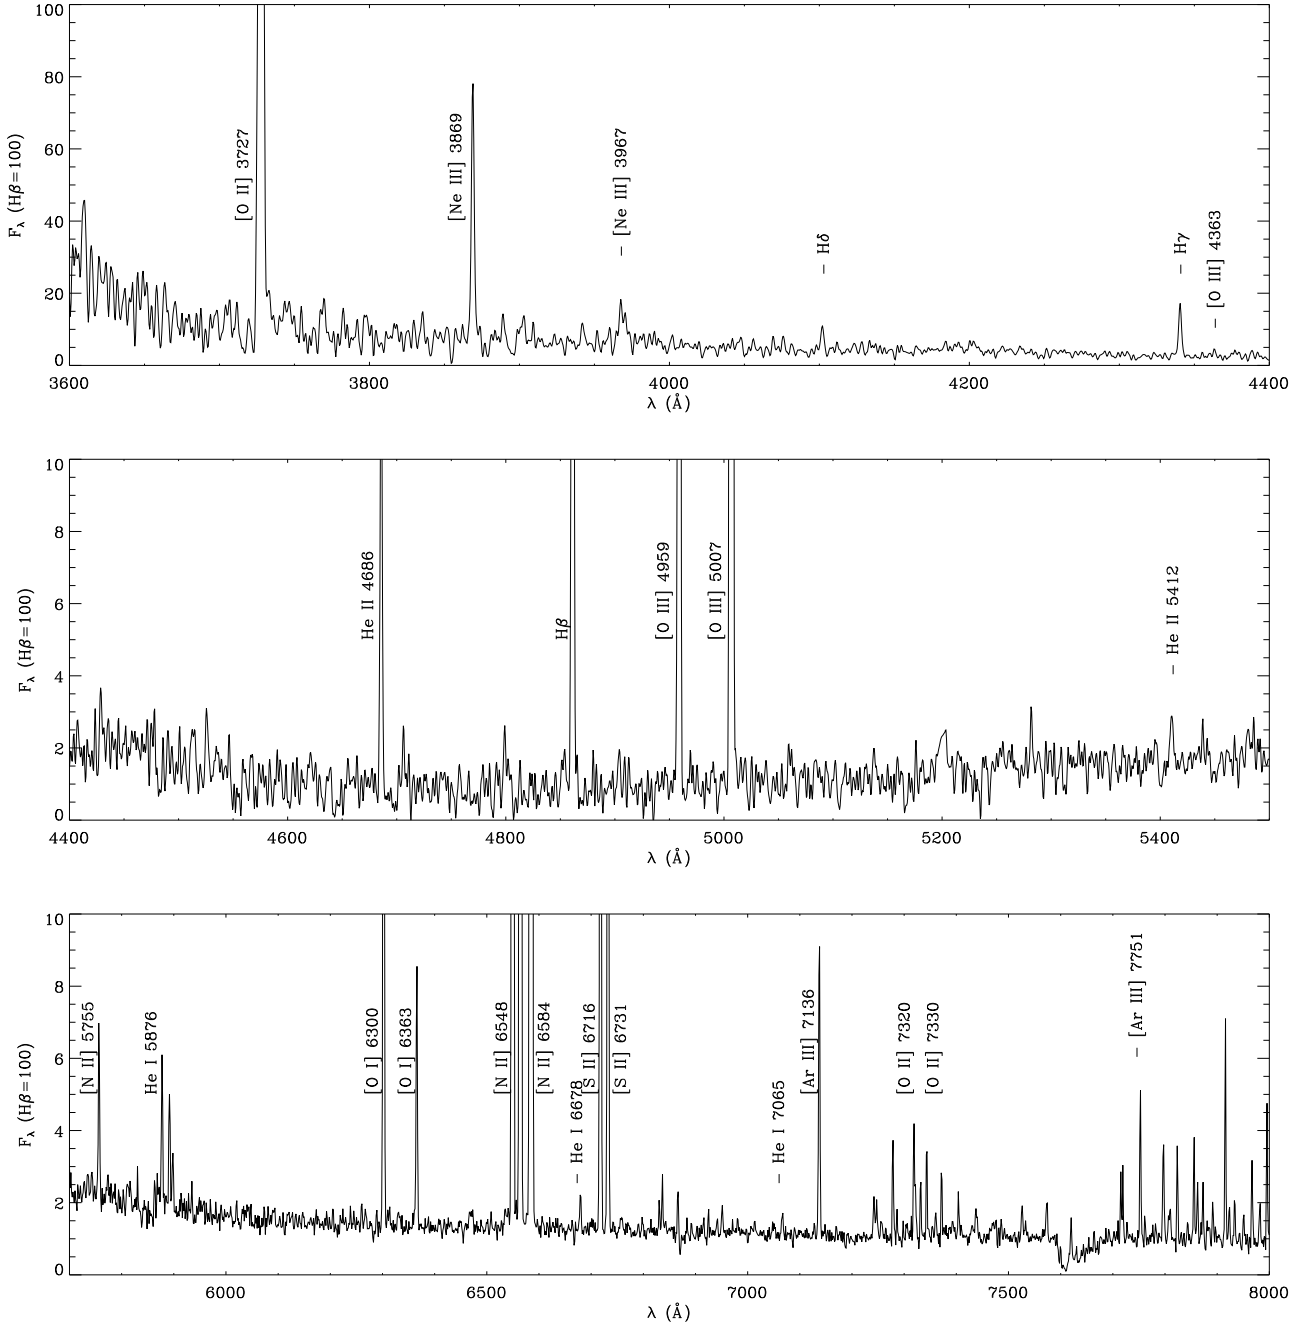 100
80
60
40
20
0
F_λ (Hβ=100)
[O II] 3727
[Ne III] 3869
[Ne III] 3967
Hδ
Hγ
[O III] 4363
3600 3800 4000 4200 4400
λ (Å)
10
8
6
4
2
0
F_λ (Hβ=100)
He II 4686
Hβ
[O III] 4959
[O III] 5007
He II 5412
4400 4600 4800 5000 5200 5400
λ (Å)
10
8
6
4
2
0
F_λ (Hβ=100)
[N II] 5755
He I 5876
[O I] 6300
[O I] 6363
[N II] 6548
[N II] 6584
He I 6678
[S II] 6716
[S II] 6731
He I 7065
[Ar III] 7136
[O II] 7320
[O II] 7330
[Ar III] 7751
6000 6500 7000 7500 8000
λ (Å)